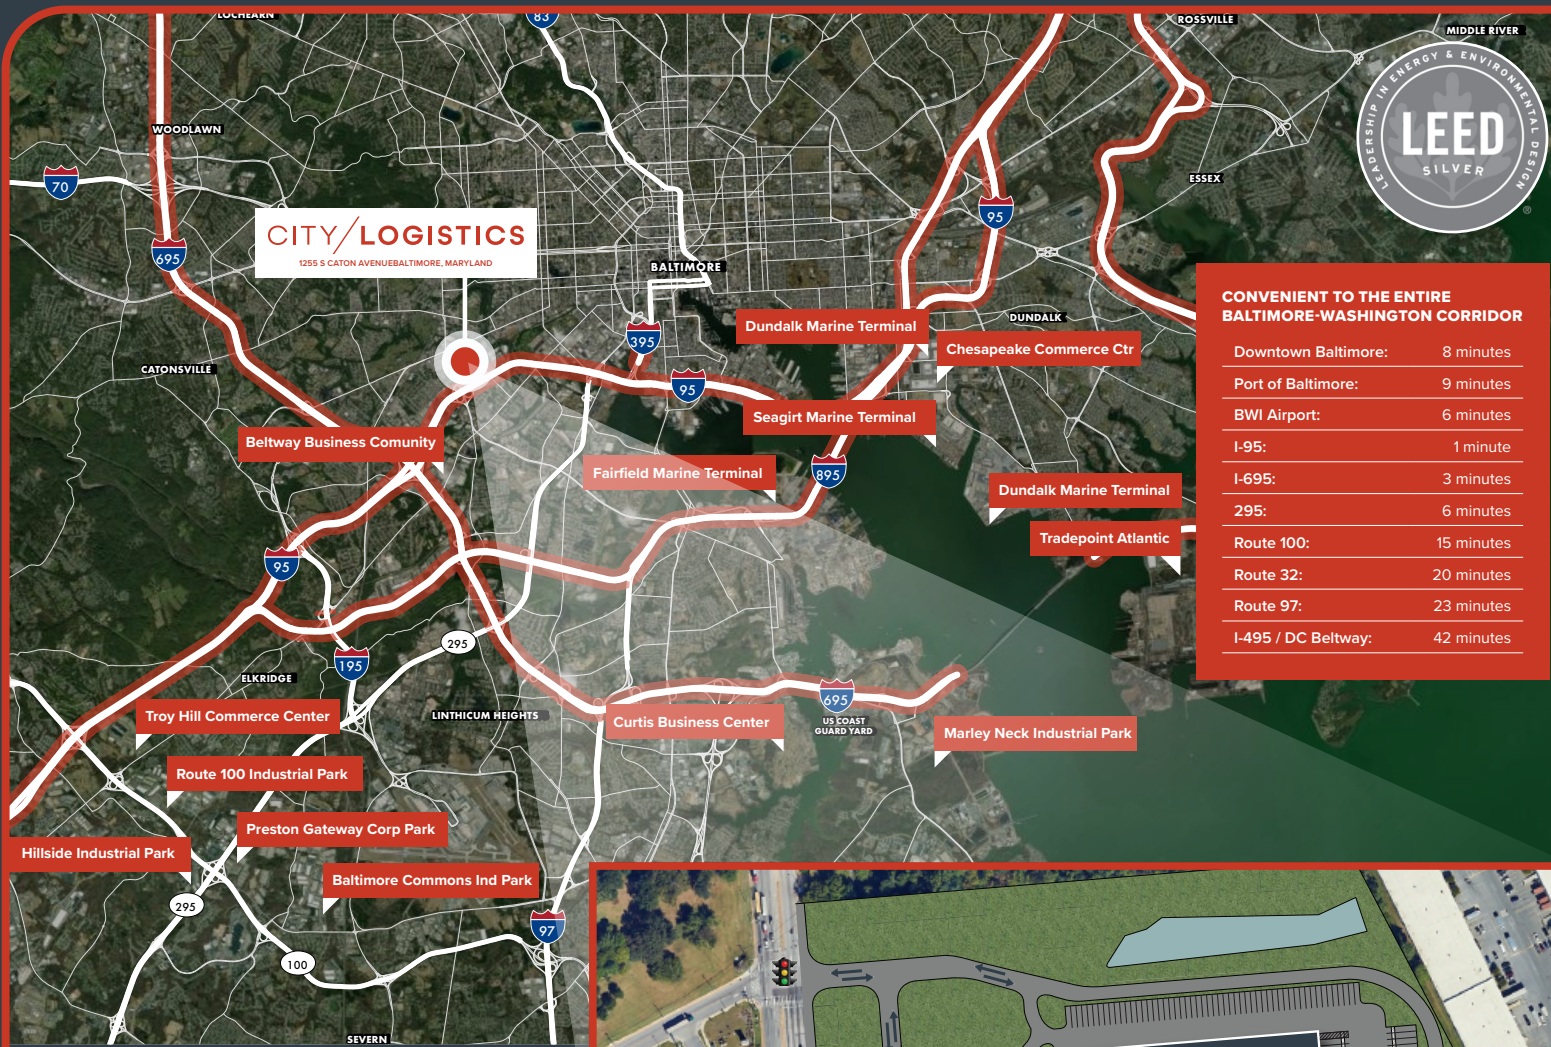 LOCHEARN
83
ROSSVILLE
MIDDLE RIVER
LEADERSHIP IN ENERGY & ENVIRONMENTAL DESIGN
LEED
SILVER
®
WOODLAWN
70
ESSEX
95
CITY/LOGISTICS
1255 S CATON AVENUEBALTIMORE, MARYLAND
695
BALTIMORE
CONVENIENT TO THE ENTIRE
BALTIMORE-WASHINGTON CORRIDOR
Downtown Baltimore: 8 minutes
Port of Baltimore: 9 minutes
BWI Airport: 6 minutes
I-95: 1 minute
I-695: 3 minutes
295: 6 minutes
Route 100: 15 minutes
Route 32: 20 minutes
Route 97: 23 minutes
I-495 / DC Beltway: 42 minutes
DUNDALK
Dundalk Marine Terminal
395
Chesapeake Commerce Ctr
CATONSVILLE
95
Seagirt Marine Terminal
Beltway Business Comunity
Fairfield Marine Terminal
895
Dundalk Marine Terminal
Tradepoint Atlantic
95
295
195
ELKRIDGE
695
US COAST
GUARD YARD
Troy Hill Commerce Center
LINTHICUM HEIGHTS
Curtis Business Center
Marley Neck Industrial Park
Route 100 Industrial Park
Preston Gateway Corp Park
Hillside Industrial Park
Baltimore Commons Ind Park
295
97
100
SEVERN